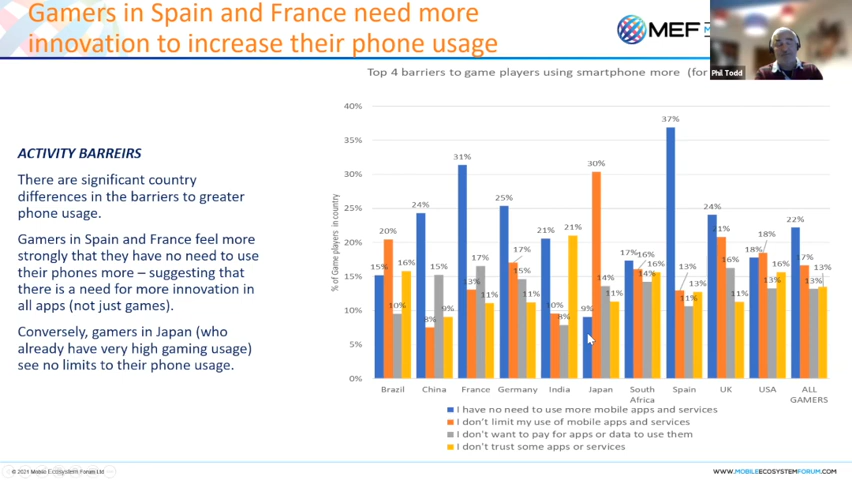 Gamers in Spain and France need more
innovation to increase their phone usage
MEF
Phil Todd
Top 4 barriers to game players using smartphone more (for
ACTIVITY BARREIRS
There are significant country
differences in the barriers to greater
phone usage.
Gamers in Spain and France feel more
strongly that they have no need to use
their phones more – suggesting that
there is a need for more innovation in
all apps (not just games).
Conversely, gamers in Japan (who
already have very high gaming usage)
see no limits to their phone usage.
% of Game players in country
40%
35%
30%
25%
20%
15%
10%
5%
0%
15% 20% 10% 16%
24% 8% 15% 9%
31% 13% 17% 11%
25% 17% 15% 11%
21% 10% 8% 21%
9% 30% 14% 11%
17% 16% 14% 16%
37% 13% 11% 13%
24% 21% 16% 11%
18% 18% 13% 16%
22% 17% 13% 13%
Brazil China France Germany India Japan South Africa Spain UK USA ALL GAMERS
I have no need to use more mobile apps and services
I don't limit my use of mobile apps and services
I don't want to pay for apps or data to use them
I don't trust some apps or services
© 2021 Mobile Ecosystem Forum Ltd
WWW.MOBILEECOSYSTEMFORUM.COM